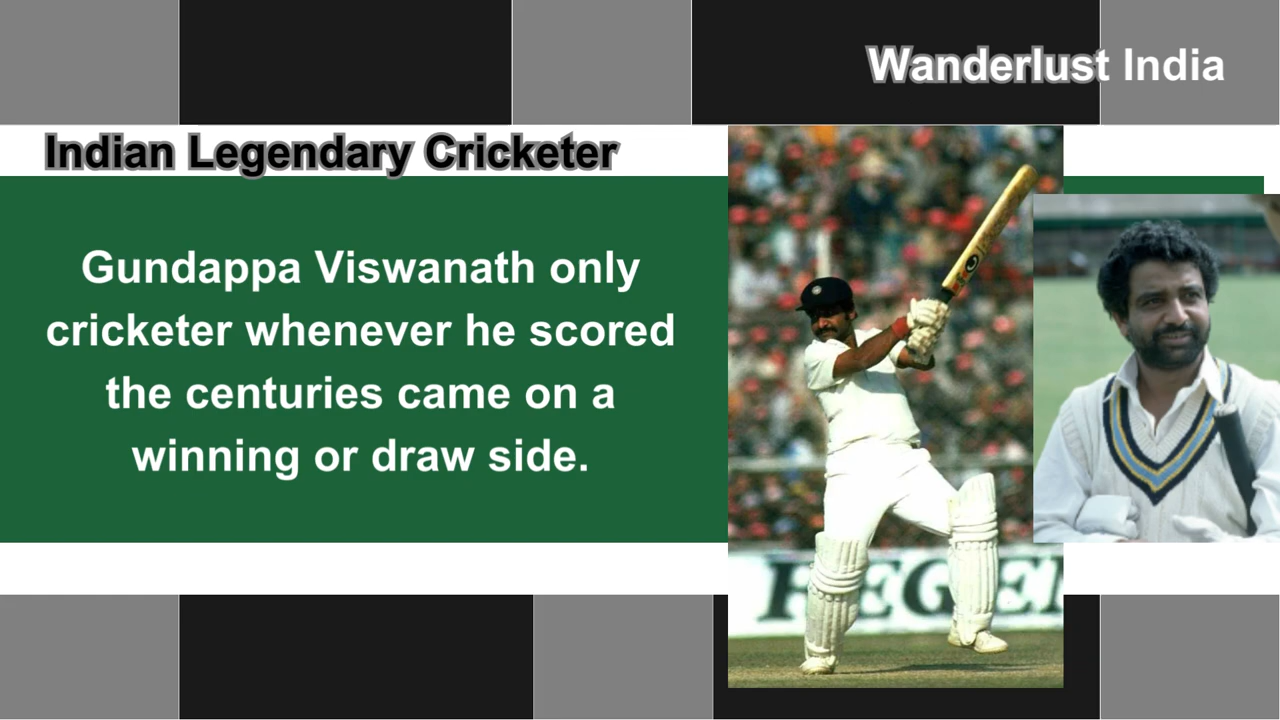 Wanderlust India
Indian Legendary Cricketer
Gundappa Viswanath only
cricketer whenever he scored
the centuries came on a
winning or draw side.